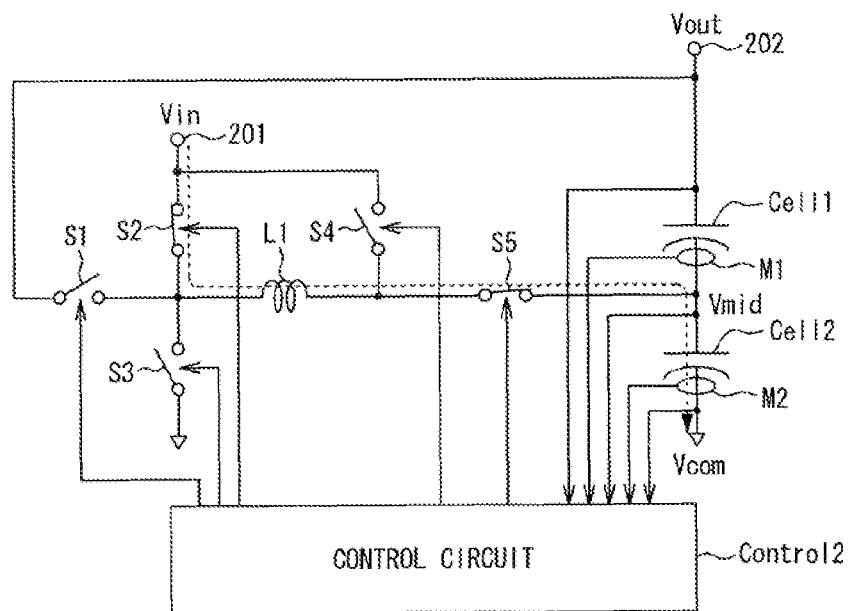 Vout
202
Vin
201
S1
S2
L1
S4
S5
Cell1
M1
Vmid
Cell2
S3
M2
Vcom
CONTROL CIRCUIT
Control2